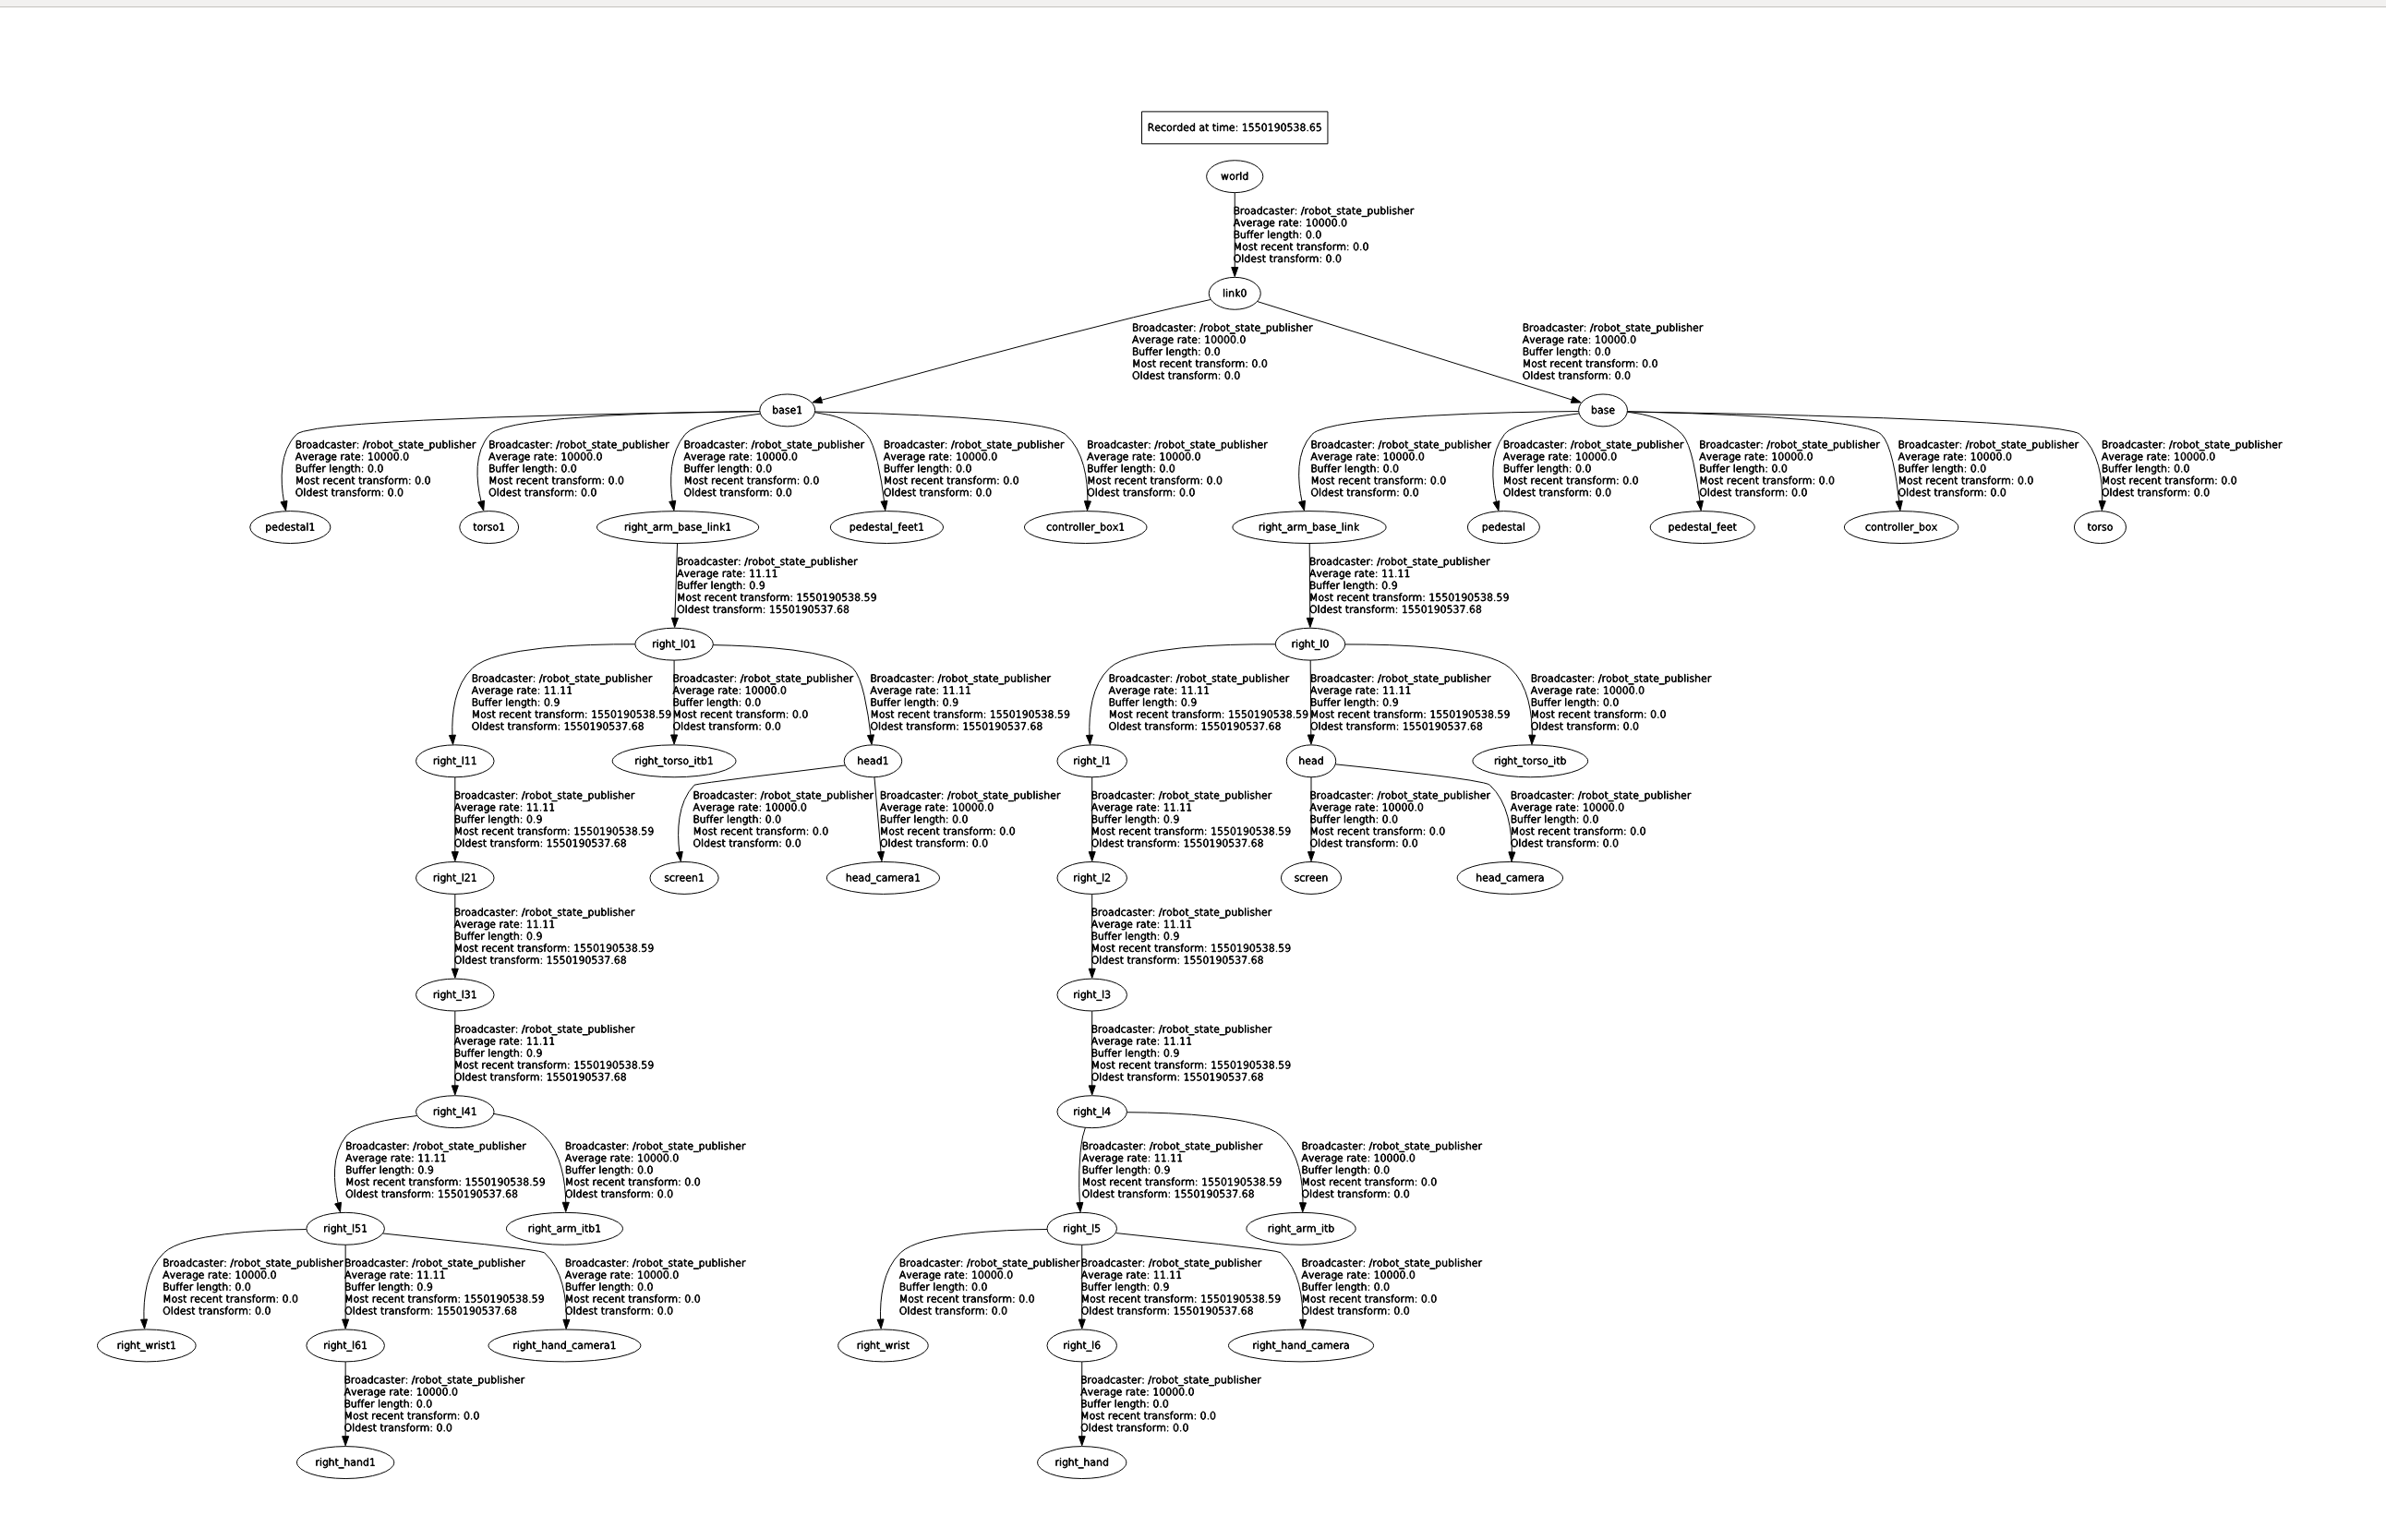 Recorded at time: 1550190538.65
world
Broadcaster: /robot_state_publisher
Average rate: 10000.0
Buffer length: 0.0
Most recent transform: 0.0
Oldest transform: 0.0
link0
Broadcaster: /robot_state_publisher
Average rate: 10000.0
Buffer length: 0.0
Most recent transform: 0.0
Oldest transform: 0.0
Broadcaster: /robot_state_publisher
Average rate: 10000.0
Buffer length: 0.0
Most recent transform: 0.0
Oldest transform: 0.0
base1
base
Broadcaster: /robot_state_publisher
Average rate: 10000.0
Buffer length: 0.0
Most recent transform: 0.0
Oldest transform: 0.0
Broadcaster: /robot_state_publisher
Average rate: 10000.0
Buffer length: 0.0
Most recent transform: 0.0
Oldest transform: 0.0
Broadcaster: /robot_state_publisher
Average rate: 10000.0
Buffer length: 0.0
Most recent transform: 0.0
Oldest transform: 0.0
Broadcaster: /robot_state_publisher
Average rate: 10000.0
Buffer length: 0.0
Most recent transform: 0.0
Oldest transform: 0.0
Broadcaster: /robot_state_publisher
Average rate: 10000.0
Buffer length: 0.0
Most recent transform: 0.0
Oldest transform: 0.0
Broadcaster: /robot_state_publisher
Average rate: 10000.0
Buffer length: 0.0
Most recent transform: 0.0
Oldest transform: 0.0
Broadcaster: /robot_state_publisher
Average rate: 10000.0
Buffer length: 0.0
Most recent transform: 0.0
Oldest transform: 0.0
Broadcaster: /robot_state_publisher
Average rate: 10000.0
Buffer length: 0.0
Most recent transform: 0.0
Oldest transform: 0.0
Broadcaster: /robot_state_publisher
Average rate: 10000.0
Buffer length: 0.0
Most recent transform: 0.0
Oldest transform: 0.0
Broadcaster: /robot_state_publisher
Average rate: 10000.0
Buffer length: 0.0
Most recent transform: 0.0
Oldest transform: 0.0
pedestal1
torso1
right_arm_base_link1
pedestal_feet1
controller_box1
right_arm_base_link
pedestal
pedestal_feet
controller_box
torso
Broadcaster: /robot_state_publisher
Average rate: 11.11
Buffer length: 0.9
Most recent transform: 1550190538.59
Oldest transform: 1550190537.68
Broadcaster: /robot_state_publisher
Average rate: 11.11
Buffer length: 0.9
Most recent transform: 1550190538.59
Oldest transform: 1550190537.68
right_l01
right_l0
Broadcaster: /robot_state_publisher
Average rate: 11.11
Buffer length: 0.9
Most recent transform: 1550190538.59
Oldest transform: 1550190537.68
Broadcaster: /robot_state_publisher
Average rate: 10000.0
Buffer length: 0.0
Most recent transform: 0.0
Oldest transform: 0.0
Broadcaster: /robot_state_publisher
Average rate: 11.11
Buffer length: 0.9
Most recent transform: 1550190538.59
Oldest transform: 1550190537.68
Broadcaster: /robot_state_publisher
Average rate: 11.11
Buffer length: 0.9
Most recent transform: 1550190538.59
Oldest transform: 1550190537.68
Broadcaster: /robot_state_publisher
Average rate: 11.11
Buffer length: 0.9
Most recent transform: 1550190538.59
Oldest transform: 1550190537.68
Broadcaster: /robot_state_publisher
Average rate: 10000.0
Buffer length: 0.0
Most recent transform: 0.0
Oldest transform: 0.0
right_l11
right_torso_itb1
head1
right_l1
head
right_torso_itb
Broadcaster: /robot_state_publisher
Average rate: 11.11
Buffer length: 0.9
Most recent transform: 1550190538.59
Oldest transform: 1550190537.68
Broadcaster: /robot_state_publisher
Average rate: 10000.0
Buffer length: 0.0
Most recent transform: 0.0
Oldest transform: 0.0
Broadcaster: /robot_state_publisher
Average rate: 10000.0
Buffer length: 0.0
Most recent transform: 0.0
Oldest transform: 0.0
Broadcaster: /robot_state_publisher
Average rate: 11.11
Buffer length: 0.9
Most recent transform: 1550190538.59
Oldest transform: 1550190537.68
Broadcaster: /robot_state_publisher
Average rate: 10000.0
Buffer length: 0.0
Most recent transform: 0.0
Oldest transform: 0.0
Broadcaster: /robot_state_publisher
Average rate: 10000.0
Buffer length: 0.0
Most recent transform: 0.0
Oldest transform: 0.0
right_l21
screen1
head_camera1
right_l2
screen
head_camera
Broadcaster: /robot_state_publisher
Average rate: 11.11
Buffer length: 0.9
Most recent transform: 1550190538.59
Oldest transform: 1550190537.68
Broadcaster: /robot_state_publisher
Average rate: 11.11
Buffer length: 0.9
Most recent transform: 1550190538.59
Oldest transform: 1550190537.68
right_l31
right_l3
Broadcaster: /robot_state_publisher
Average rate: 11.11
Buffer length: 0.9
Most recent transform: 1550190538.59
Oldest transform: 1550190537.68
Broadcaster: /robot_state_publisher
Average rate: 11.11
Buffer length: 0.9
Most recent transform: 1550190538.59
Oldest transform: 1550190537.68
right_l41
right_l4
Broadcaster: /robot_state_publisher
Average rate: 11.11
Buffer length: 0.9
Most recent transform: 1550190538.59
Oldest transform: 1550190537.68
Broadcaster: /robot_state_publisher
Average rate: 10000.0
Buffer length: 0.0
Most recent transform: 0.0
Oldest transform: 0.0
Broadcaster: /robot_state_publisher
Average rate: 11.11
Buffer length: 0.9
Most recent transform: 1550190538.59
Oldest transform: 1550190537.68
Broadcaster: /robot_state_publisher
Average rate: 10000.0
Buffer length: 0.0
Most recent transform: 0.0
Oldest transform: 0.0
right_l51
right_arm_itb1
right_l5
right_arm_itb
Broadcaster: /robot_state_publisher
Average rate: 10000.0
Buffer length: 0.0
Most recent transform: 0.0
Oldest transform: 0.0
Broadcaster: /robot_state_publisher
Average rate: 11.11
Buffer length: 0.9
Most recent transform: 1550190538.59
Oldest transform: 1550190537.68
Broadcaster: /robot_state_publisher
Average rate: 10000.0
Buffer length: 0.0
Most recent transform: 0.0
Oldest transform: 0.0
Broadcaster: /robot_state_publisher
Average rate: 10000.0
Buffer length: 0.0
Most recent transform: 0.0
Oldest transform: 0.0
Broadcaster: /robot_state_publisher
Average rate: 11.11
Buffer length: 0.9
Most recent transform: 1550190538.59
Oldest transform: 1550190537.68
Broadcaster: /robot_state_publisher
Average rate: 10000.0
Buffer length: 0.0
Most recent transform: 0.0
Oldest transform: 0.0
right_wrist1
right_l61
right_hand_camera1
right_wrist
right_l6
right_hand_camera
Broadcaster: /robot_state_publisher
Average rate: 10000.0
Buffer length: 0.0
Most recent transform: 0.0
Oldest transform: 0.0
Broadcaster: /robot_state_publisher
Average rate: 10000.0
Buffer length: 0.0
Most recent transform: 0.0
Oldest transform: 0.0
right_hand1
right_hand